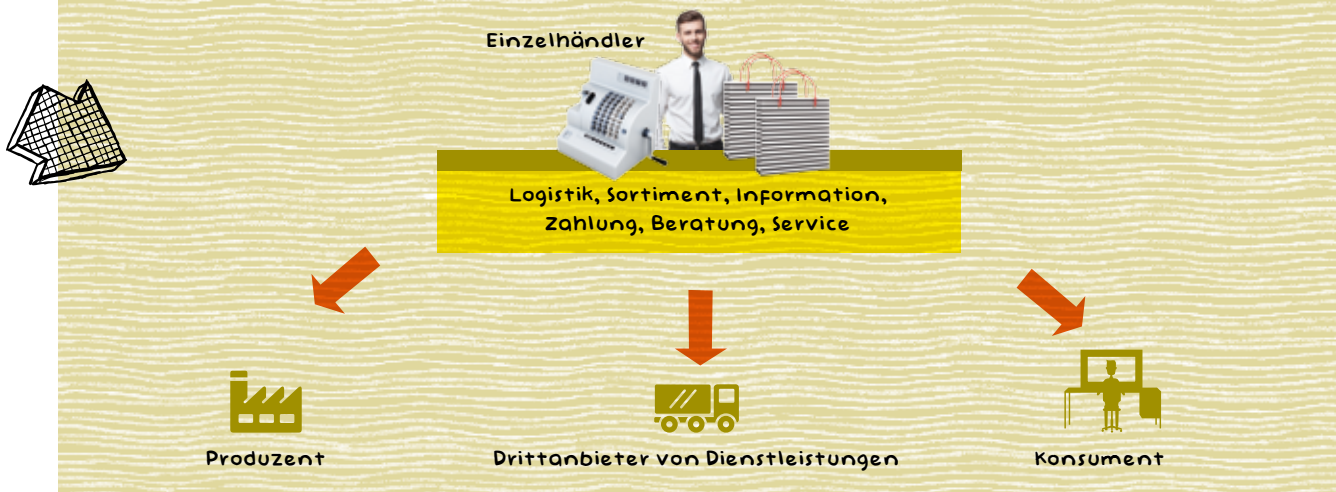 Einzelhändler
Logistik, Sortiment, Information,
Zahlung, Beratung, Service
Produzent
Drittanbieter von Dienstleistungen
Konsument